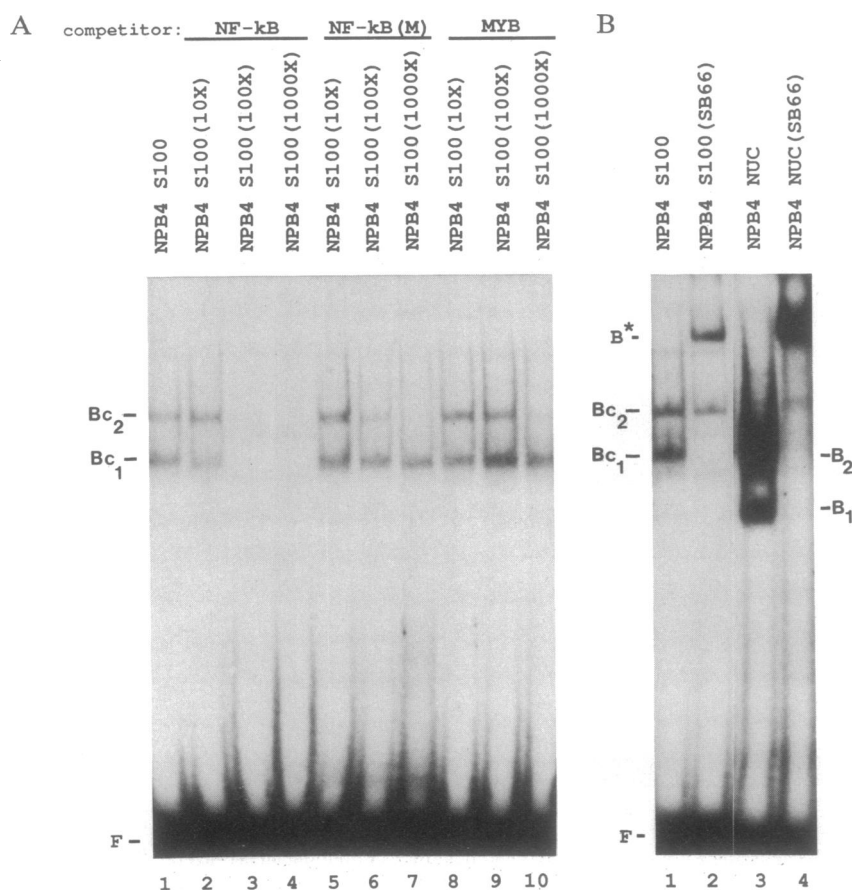 A
competitor: NF-kB NF-kB(M) MYB
NPB4 S100
NPB4 S100(10X)
NPB4 S100(100X)
NPB4 S100(1000X)
NPB4 S100(10X)
NPB4 S100(100X)
NPB4 S100(1000X)
NPB4 S100(10X)
NPB4 S100(100X)
NPB4 S100(1000X)
Bc2-
Bc1-
F-
1 2 3 4 5 6 7 8 9 10
B
NPB4 S100
NPB4 S100(SB66)
NPB4 NUC
NPB4 NUC(SB66)
B*-
Bc2-
Bc1-
-B2
-B1
F-
1 2 3 4